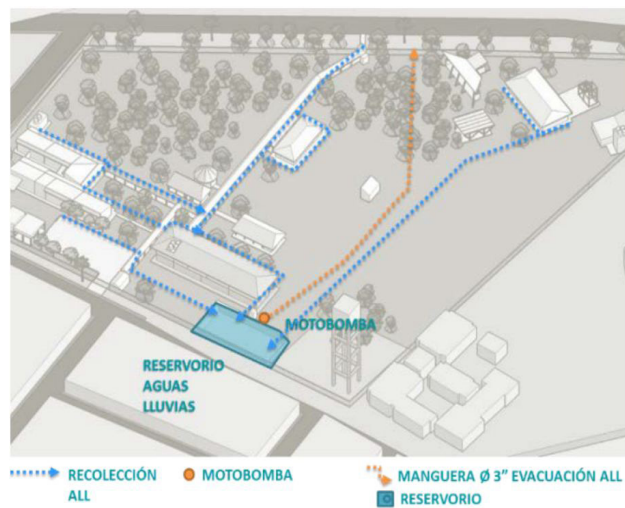 MOTOBOMBA
RESERVORIO
AGUAS
LLUVIAS
RECOLECCIÓN
ALL
MOTOBOMBA
MANGUERA Ø 3” EVACUACIÓN ALL
RESERVORIO